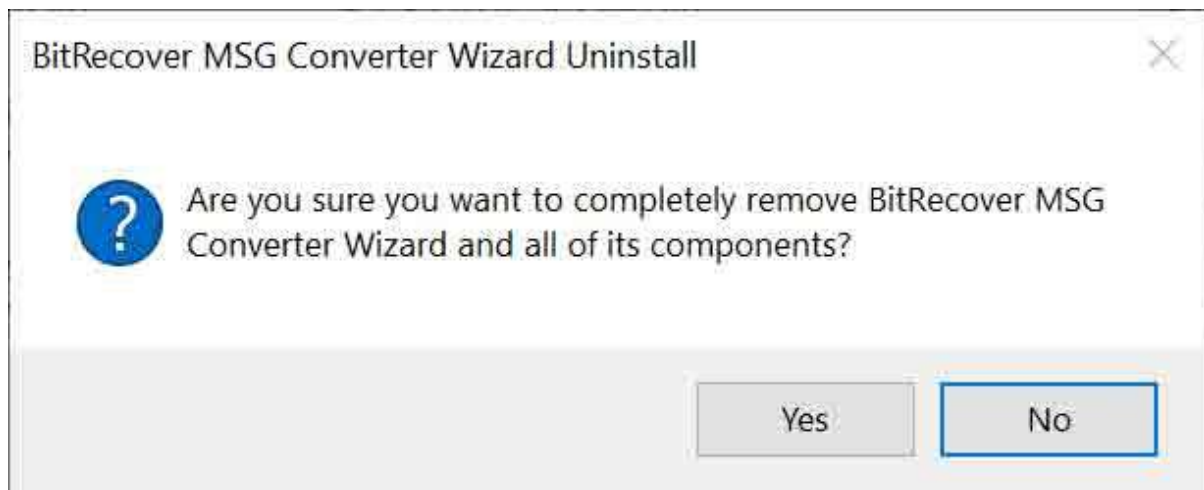 BitRecover MSG Converter Wizard Uninstall
Are you sure you want to completely remove BitRecover MSG
Converter Wizard and all of its components?
Yes
No